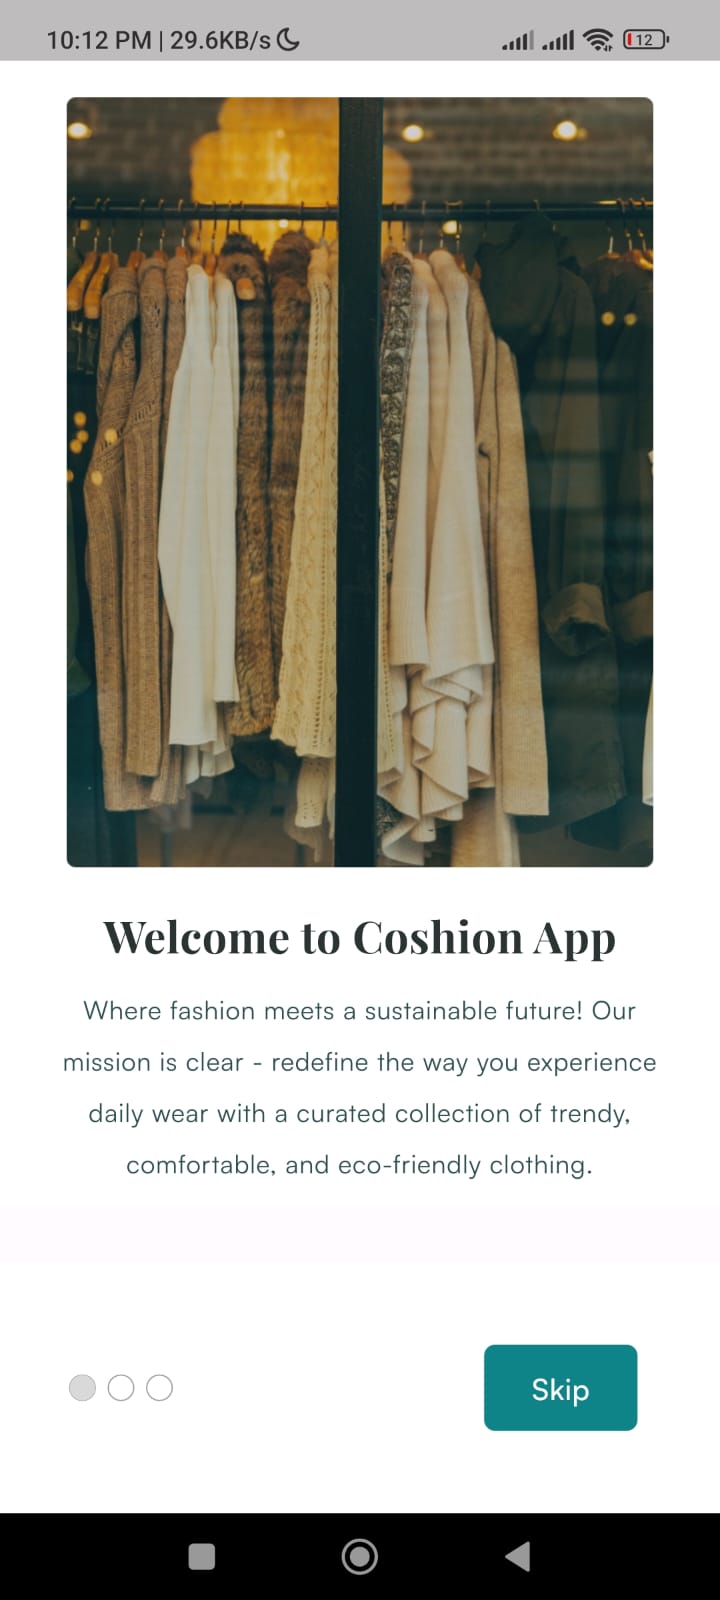 10:12 PM | 29.6KB/s
12
Welcome to Coshion App
Where fashion meets a sustainable future! Our
mission is clear - redefine the way you experience
daily wear with a curated collection of trendy,
comfortable, and eco-friendly clothing.
Skip